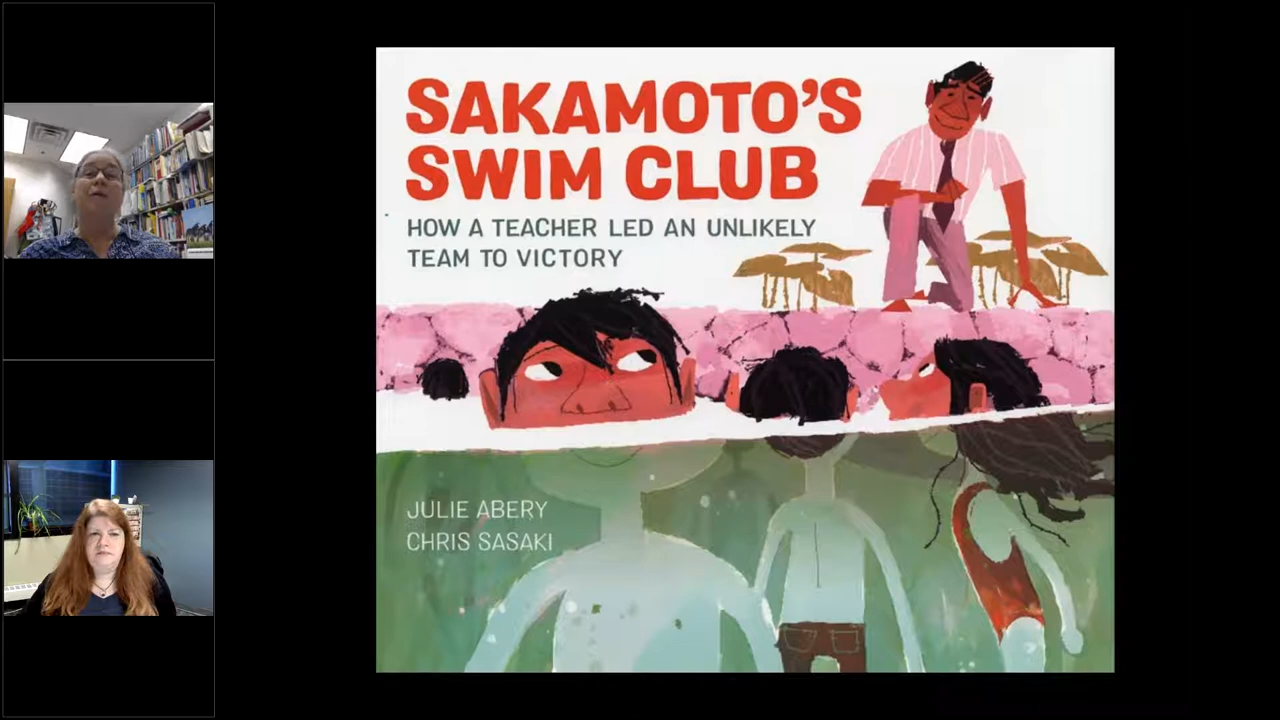 SAKAMOTO'S
SWIM CLUB
HOW A TEACHER LED AN UNLIKELY
TEAM TO VICTORY
JULIE ABERY
CHRIS SASAKI